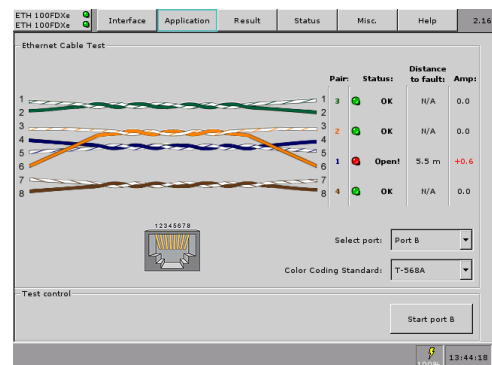 ETH 100FDXe
ETH 100FDXe
Interface Application Result Status Misc. Help 2.16
Ethernet Cable Test
Pair: Status: Distance to fault: Amp:
1 1 3 OK N/A 0.0
2 2
3 3 2 OK N/A 0.0
4 4
5 5 1 Open! 5.5 m +0.6
6 6
7 7 4 OK N/A 0.0
8 8
12345678
Select port: Port B
Color Coding Standard: T-568A
Test control
Start port B
100%
13:44:18